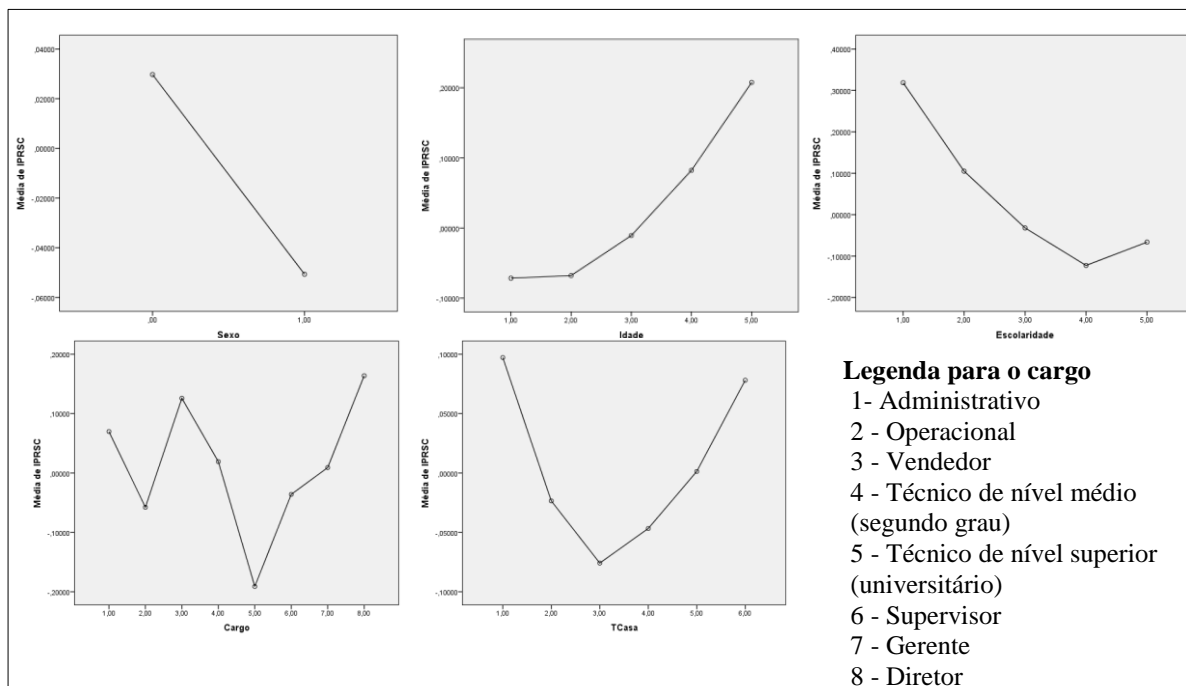 ,04000
,02000
,00000
-,02000
-,04000
-,06000
Média de IPRSC
,00
1,00
Sexo
,20000
,10000
,00000
-,10000
Média de IPRSC
1,00
2,00
3,00
4,00
5,00
Idade
,40000
,30000
,20000
,10000
,00000
-,10000
-,20000
Média de IPRSC
1,00
2,00
3,00
4,00
5,00
Escolaridade
,20000
,10000
,00000
-,10000
-,20000
Média de IPRSC
1,00
2,00
3,00
4,00
5,00
6,00
7,00
8,00
Cargo
,10000
,05000
,00000
-,05000
-,10000
Média de IPRSC
1,00
2,00
3,00
4,00
5,00
6,00
TCasa
Legenda para o cargo
1- Administrativo
2 - Operacional
3 - Vendedor
4 - Técnico de nível médio
(segundo grau)
5 - Técnico de nível superior
(universitário)
6 - Supervisor
7 - Gerente
8 - Diretor